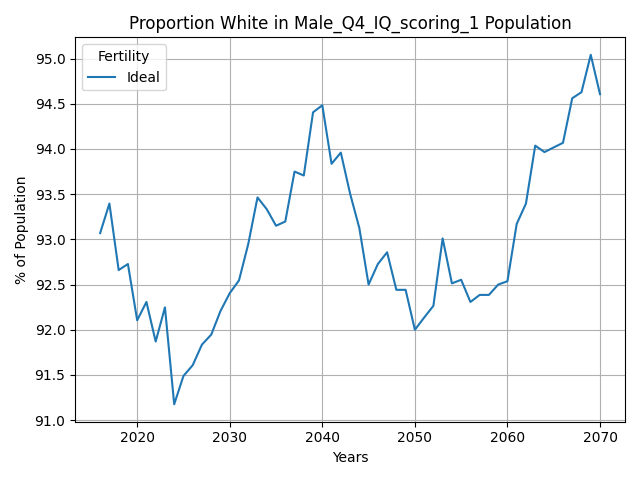 Proportion White in Male_Q4_IQ_scoring_1 Population
Fertility
Ideal
% of Population
95.0
94.5
94.0
93.5
93.0
92.5
92.0
91.5
91.0
2020 2030 2040 2050 2060 2070
Years